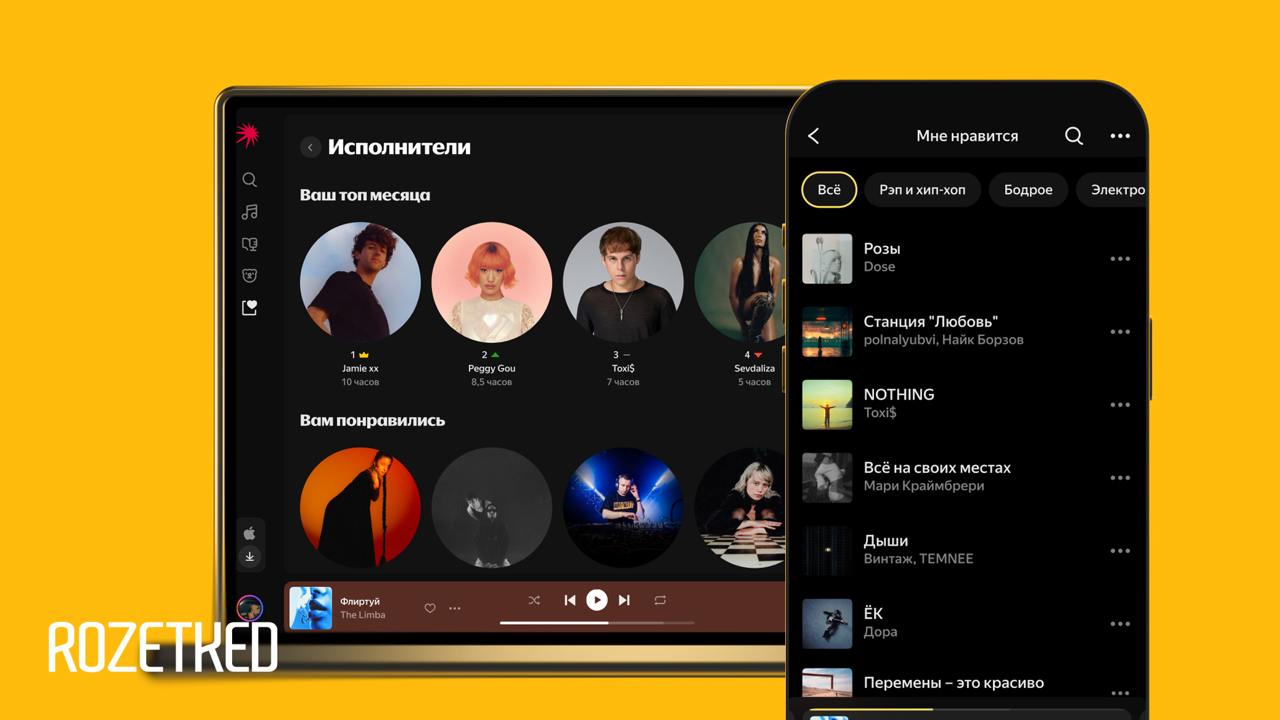 Исполнители
Ваш топ месяца
1
Jamie xx
10 часов
2
Peggy Gou
8,5 часов
3 –
Toxi$
7 часов
4
Sevdaliza
5 часов
Вам понравились
Флиртуй
The Limba
ROZETKED
Мне нравится
Всё
Рэп и хип-хоп
Бодрое
Электро
Розы
Dose
Станция "Любовь"
polnalyubvi, Найк Борзов
NOTHING
Toxi$
Всё на своих местах
Мари Краймбрери
Дыши
Винтаж, TEMNEE
ЁК
Дора
Перемены – это красиво